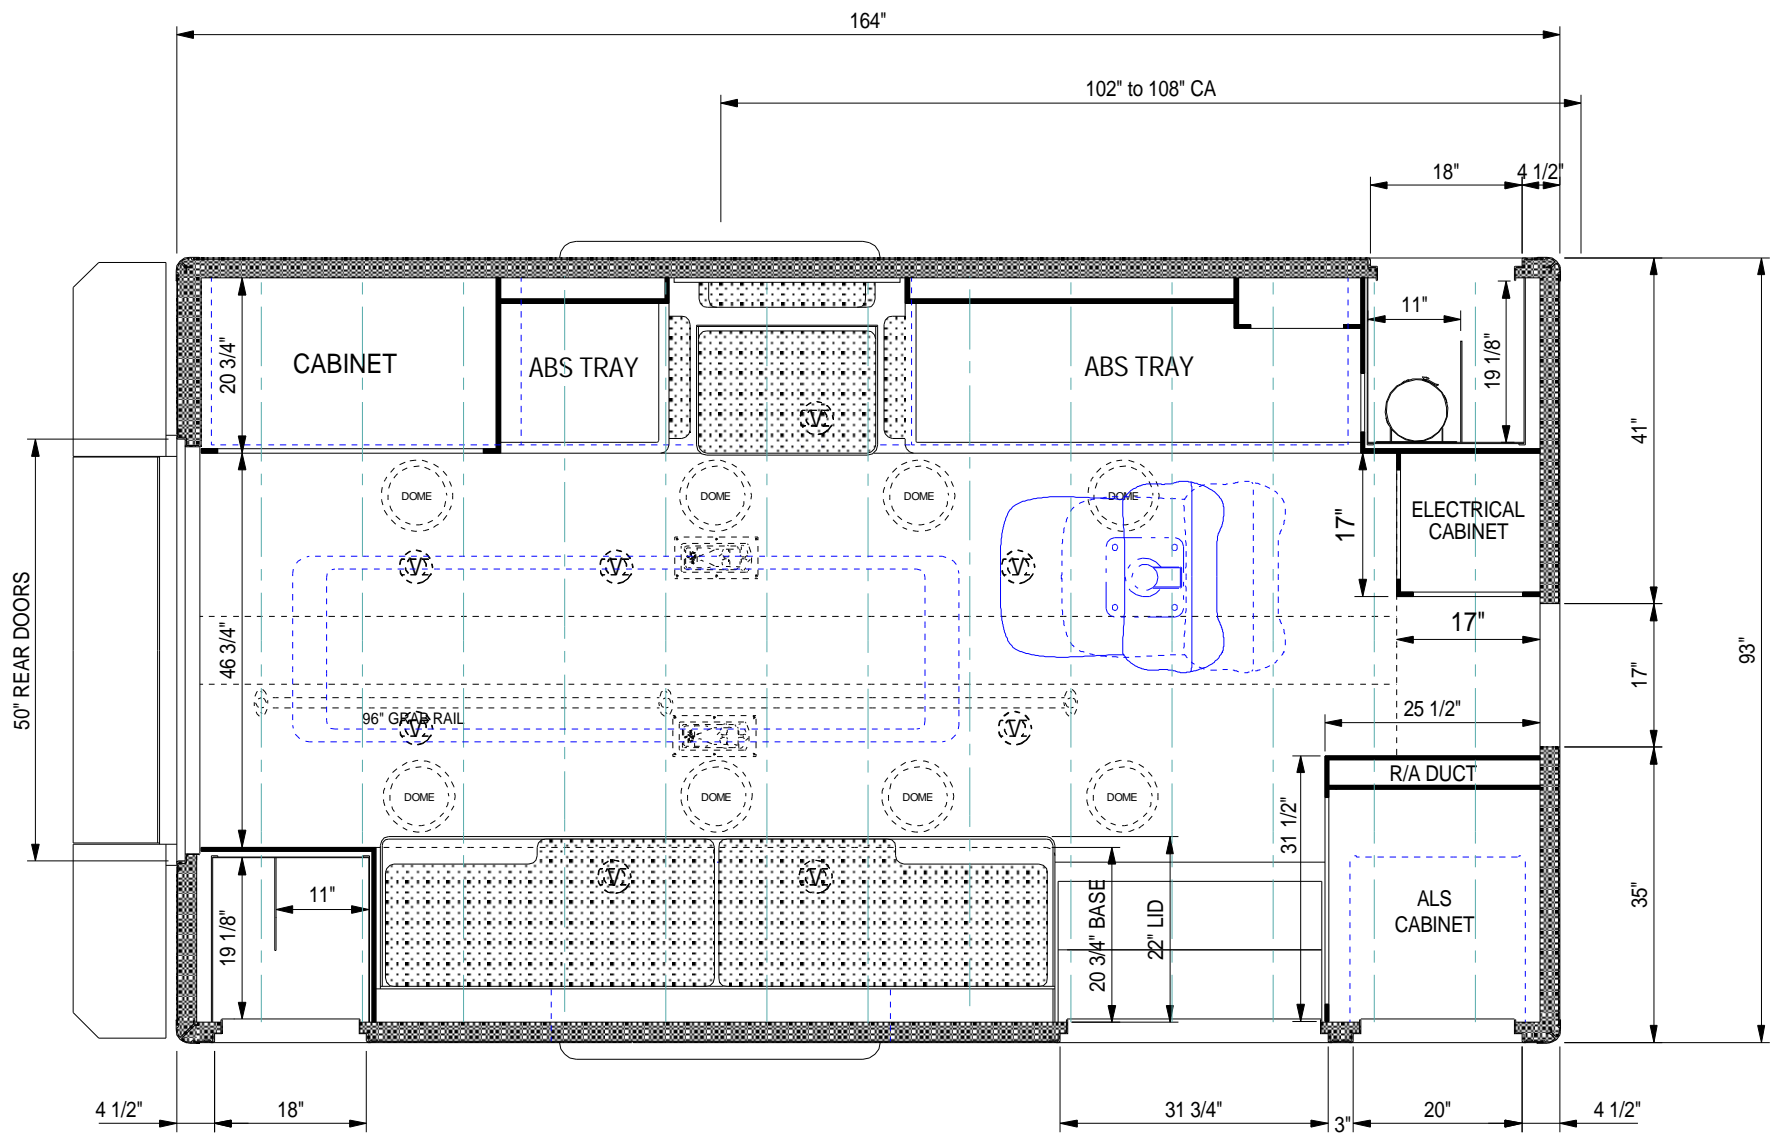 164"
102" to 108" CA
18"
4 1/2"
11"
19 1/8"
20 3/4"
CABINET
ABS TRAY
ABS TRAY
41"
V
DOME
DOME
DOME
DOME
17"
ELECTRICAL
CABINET
V
V
V
50" REAR DOORS
46 3/4"
17"
17"
93"
96" GRAB RAIL
V
V
25 1/2"
R/A DUCT
DOME
DOME
DOME
DOME
31 1/2"
V
V
11"
19 1/8"
20 3/4" BASE
22" LID
ALS
CABINET
35"
4 1/2"
18"
31 3/4"
3"
20"
4 1/2"